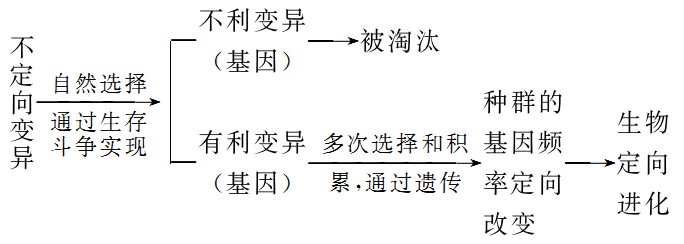 不定向变异
自然选择
通过生存
斗争实现
不利变异
（基因）
被淘汰
有利变异
（基因）
多次选择和积
累,通过遗传
种群的
基因频
率定向
改变
生物
定向
进化